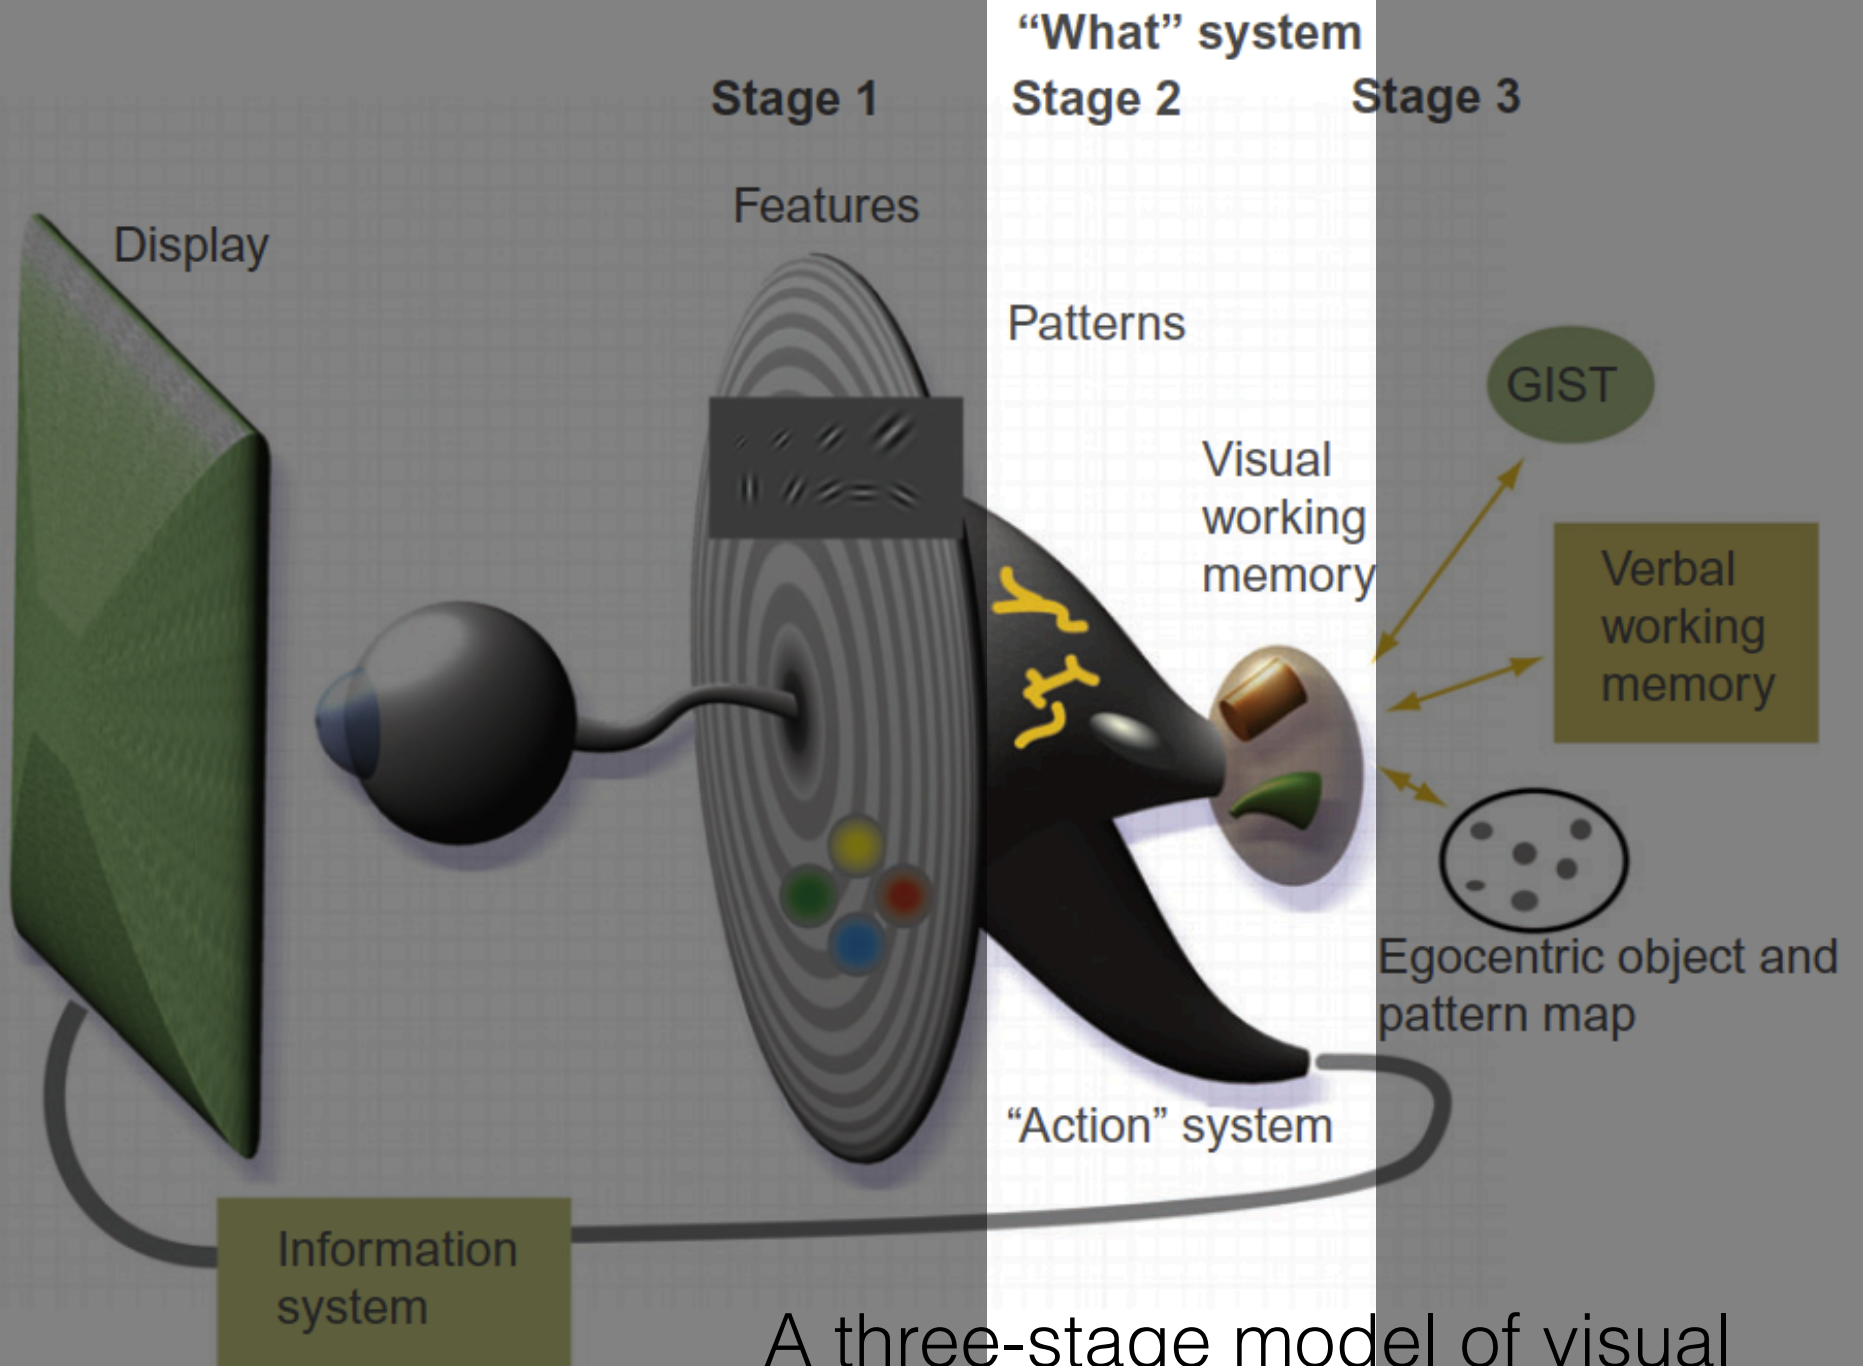 “What” system
Stage 1
Stage 2
Stage 3
Features
Display
Patterns
GIST
Visual
working
memory
Verbal
working
memory
Egocentric object and
pattern map
“Action” system
Information
system
A three-stage model of visual